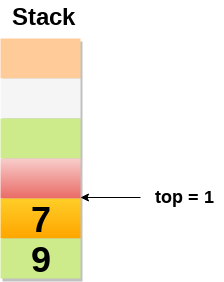 Stack
top = 1
7
9